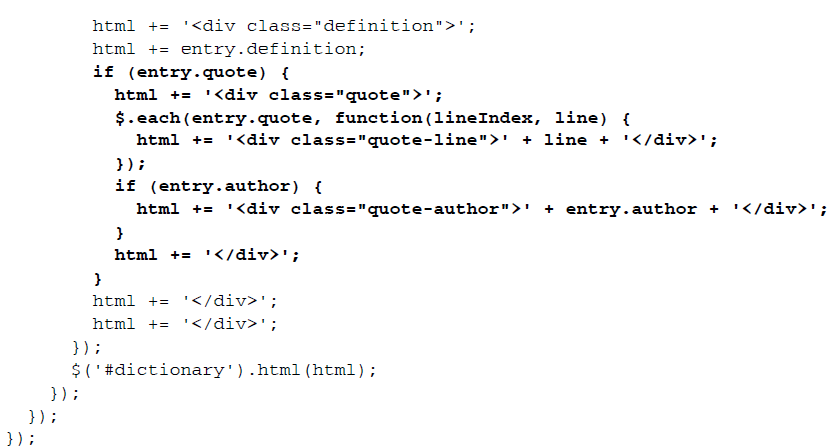 html += '<div class="definition">';
        html += entry.definition;
        if (entry.quote) {
          html += '<div class="quote">';
          $.each(entry.quote, function(lineIndex, line) {
            html += '<div class="quote-line">' + line + '</div>';
          });
          if (entry.author) {
            html += '<div class="quote-author">' + entry.author + '</div>';
          }
          html += '</div>';
        }
        html += '</div>';
        html += '</div>';
      });
      $('#dictionary').html(html);
    });
  });
});